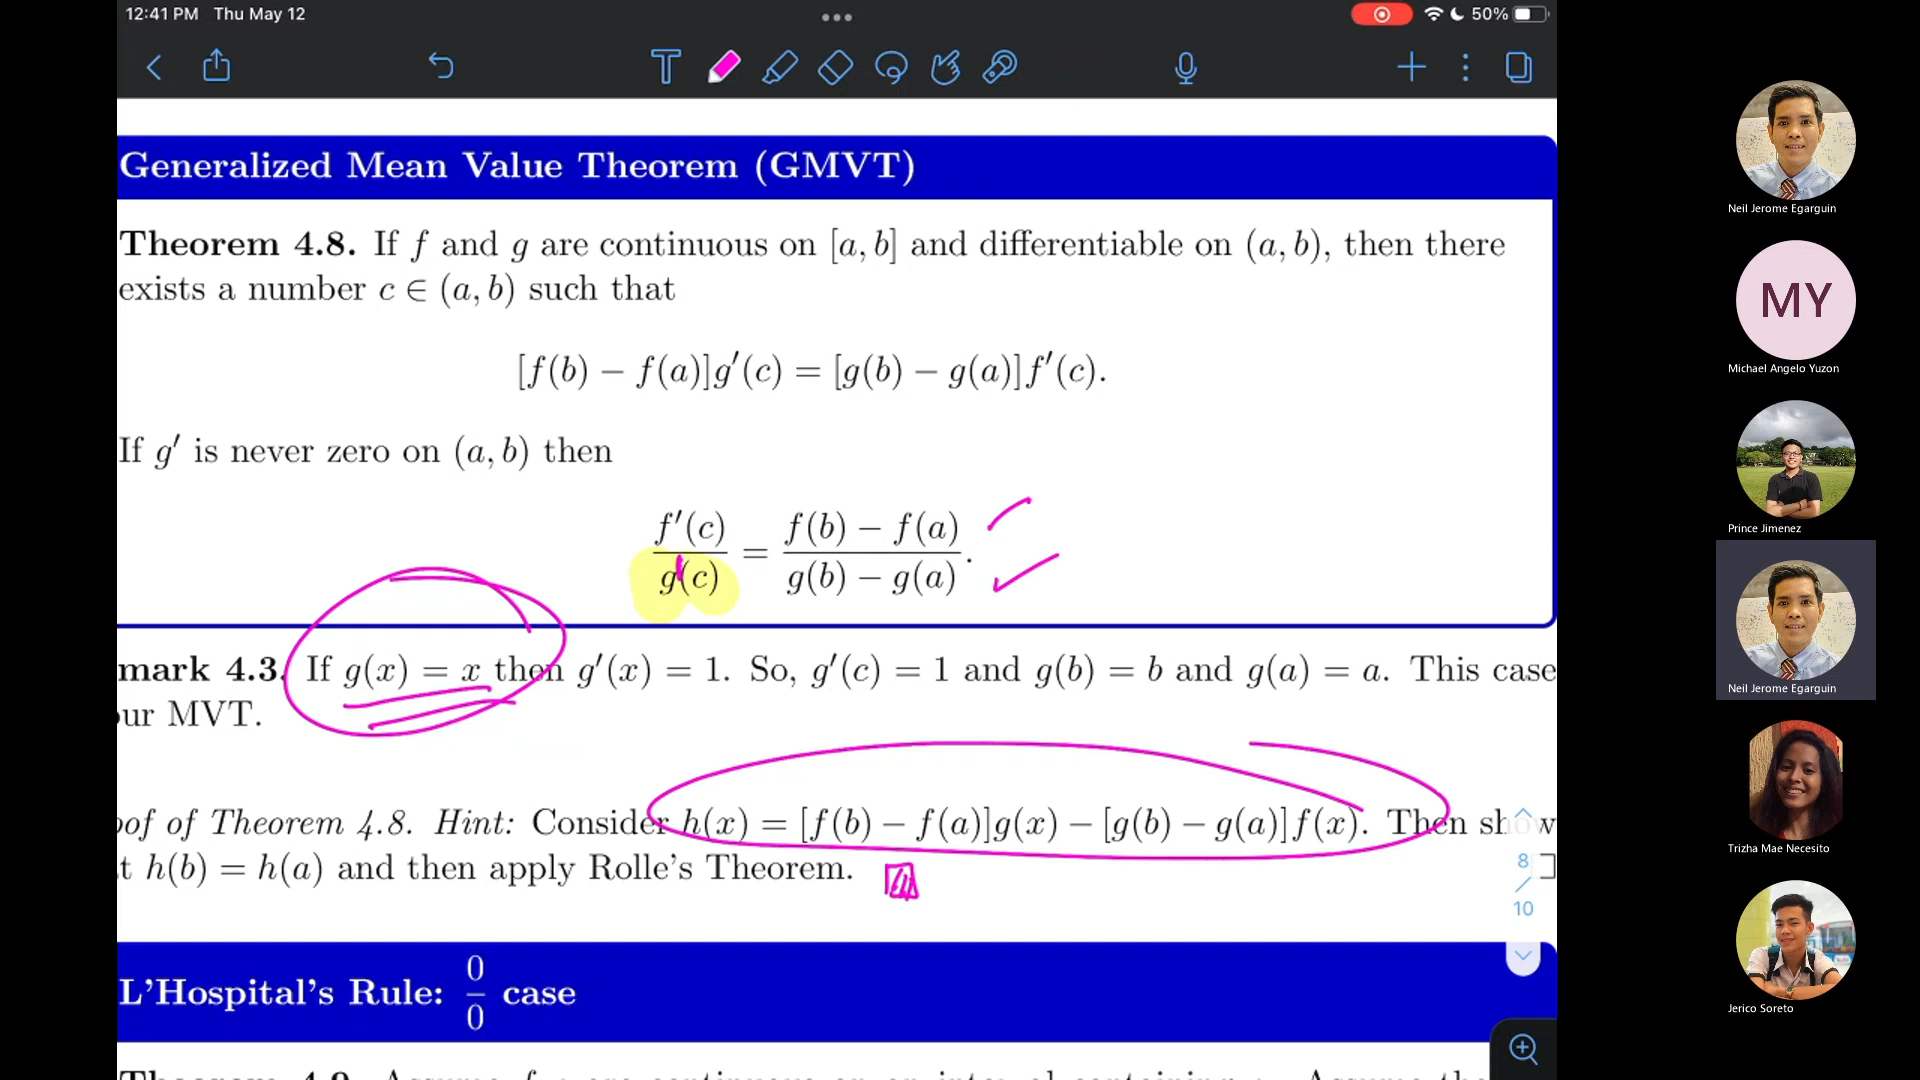 12:41 PM Thu May 12
50%
Generalized Mean Value Theorem (GMVT)
Theorem 4.8. If f and g are continuous on [a, b] and differentiable on (a, b), then there
exists a number c ∈ (a, b) such that
[f(b) − f(a)]g′(c) = [g(b) − g(a)]f′(c).
If g′ is never zero on (a, b) then
f′(c) / g'(c) = f(b) − f(a) / g(b) − g(a).
mark 4.3. If g(x) = x then g′(x) = 1. So, g′(c) = 1 and g(b) = b and g(a) = a. This case
ur MVT.
of of Theorem 4.8. Hint: Consider h(x) = [f(b) − f(a)]g(x) − [g(b) − g(a)]f(x). Then show
t h(b) = h(a) and then apply Rolle's Theorem.
8 / 10
L'Hospital's Rule: 0/0 case
Neil Jerome Egarguin
MY
Michael Angelo Yuzon
Prince Jimenez
Neil Jerome Egarguin
Trizha Mae Necesito
Jerico Soreto